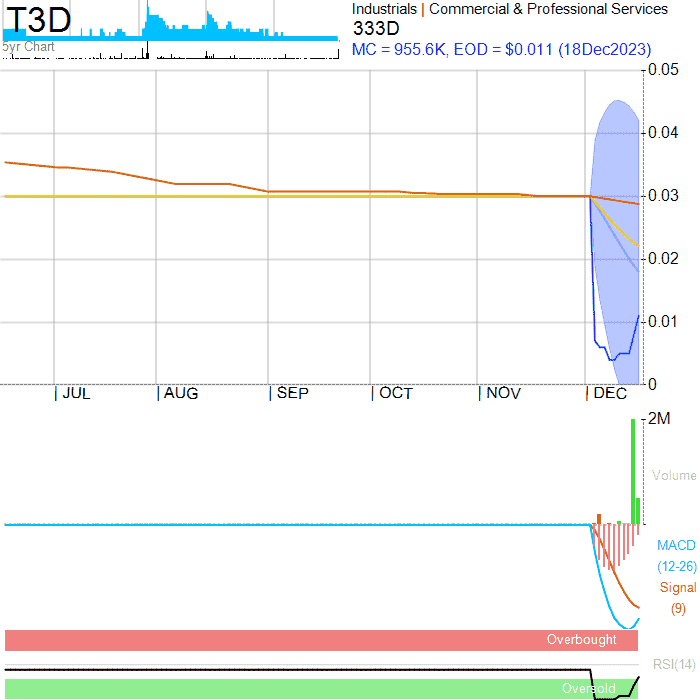 T3D
5yr Chart
Industrials | Commercial & Professional Services
333D
MC = 955.6K, EOD = $0.011 (18Dec2023)
0.05
0.04
0.03
0.02
0.01
0
| JUL | AUG | SEP | OCT | NOV | DEC
2M
Volume
MACD
(12-26)
Signal
(9)
Overbought
RSI(14)
Oversold